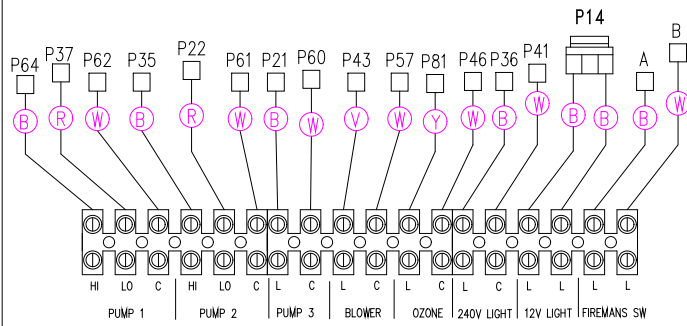 P14
B
P64 P37 P62 P35 P22 P61 P21 P60 P43 P57 P81 P46 P36 P41 A
B R W B R W B W V W Y W B W B B B W
HI LO C HI LO C L C L C L C L C L L L L
PUMP 1 PUMP 2 PUMP 3 BLOWER OZONE 240V LIGHT 12V LIGHT FIREMANS SW